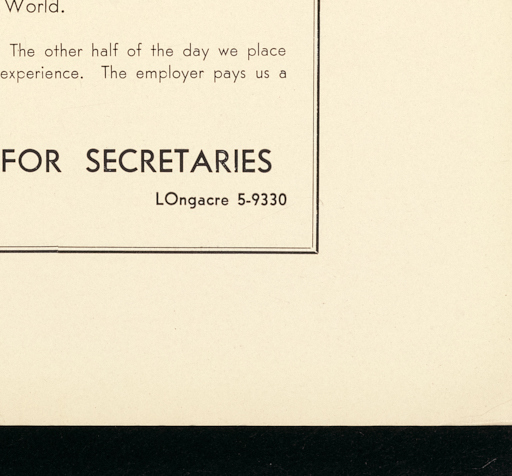 World.
The other half of the day we place
experience. The employer pays us a
FOR SECRETARIES
LOngacre 5-9330